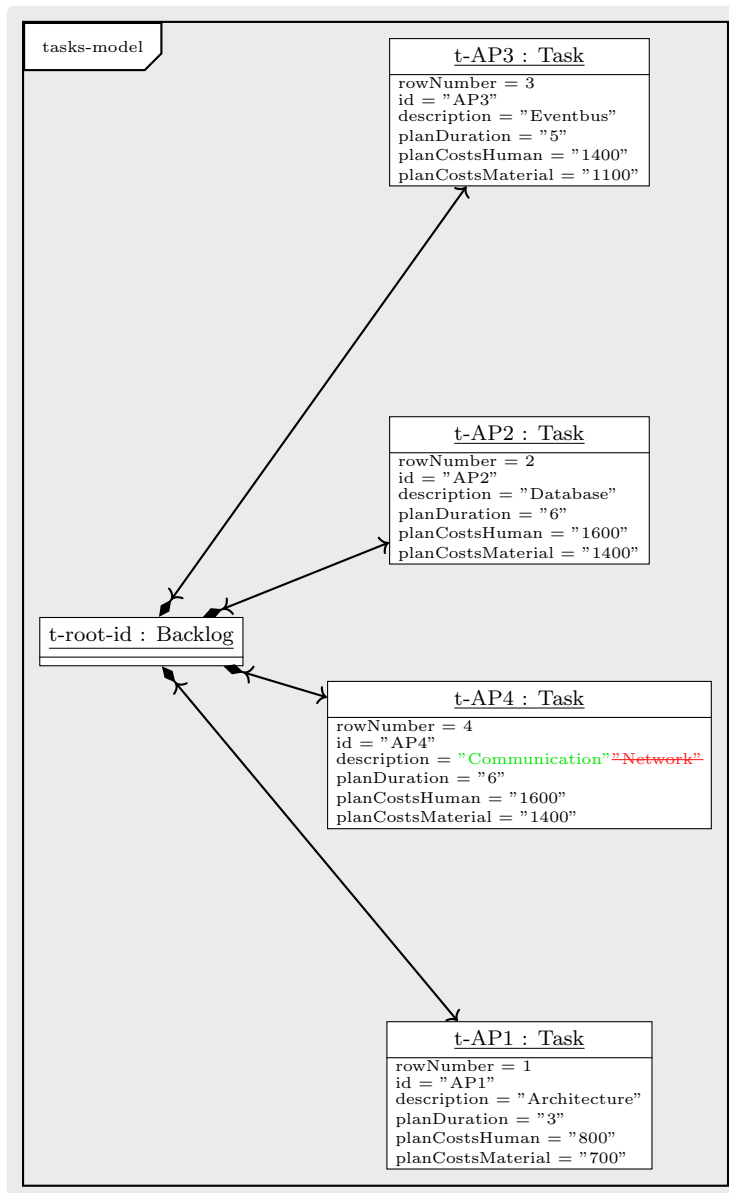 tasks-model
t-AP3 : Task
rowNumber = 3
id = ”AP3”
description = ”Eventbus”
planDuration = ”5”
planCostsHuman = ”1400”
planCostsMaterial = ”1100”
t-AP2 : Task
rowNumber = 2
id = ”AP2”
description = ”Database”
planDuration = ”6”
planCostsHuman = ”1600”
planCostsMaterial = ”1400”
t-root-id : Backlog
t-AP4 : Task
rowNumber = 4
id = ”AP4”
description = ”Communication””Network”
planDuration = ”6”
planCostsHuman = ”1600”
planCostsMaterial = ”1400”
t-AP1 : Task
rowNumber = 1
id = ”AP1”
description = ”Architecture”
planDuration = ”3”
planCostsHuman = ”800”
planCostsMaterial = ”700”